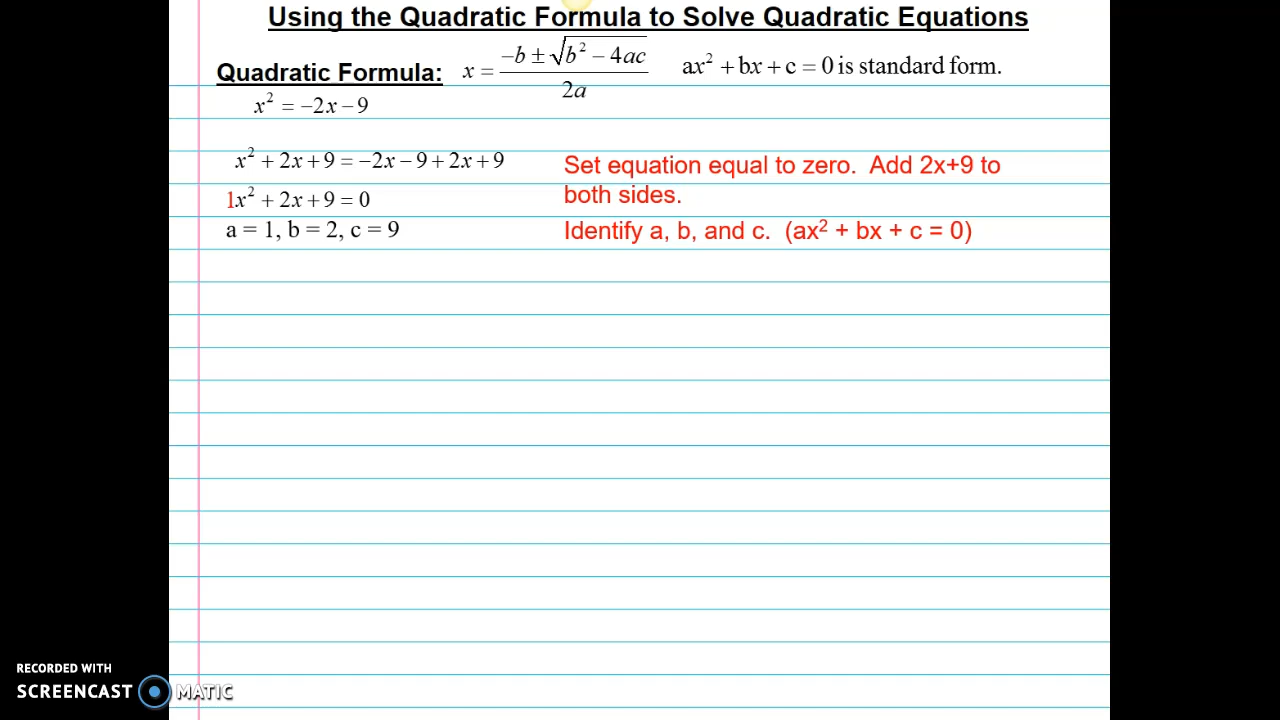 Using the Quadratic Formula to Solve Quadratic Equations
Quadratic Formula: x = (−b ± √(b² − 4ac)) / 2a ax² + bx + c = 0 is standard form.
x² = −2x − 9
x² + 2x + 9 = −2x − 9 + 2x + 9
Set equation equal to zero. Add 2x+9 to
both sides.
1x² + 2x + 9 = 0
a = 1, b = 2, c = 9
Identify a, b, and c. (ax² + bx + c = 0)
RECORDED WITH
SCREENCAST MATIC